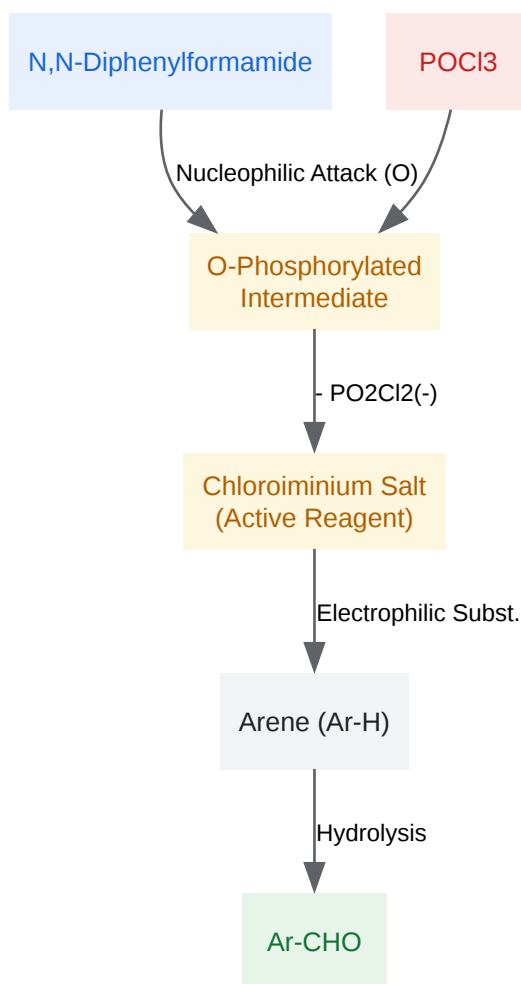 N,N-Diphenylformamide
POCl3
Nucleophilic Attack (O)
O-Phosphorylated
Intermediate
- PO2Cl2(-)
Chloroiminium Salt
(Active Reagent)
Electrophilic Subst.
Arene (Ar-H)
Hydrolysis
Ar-CHO